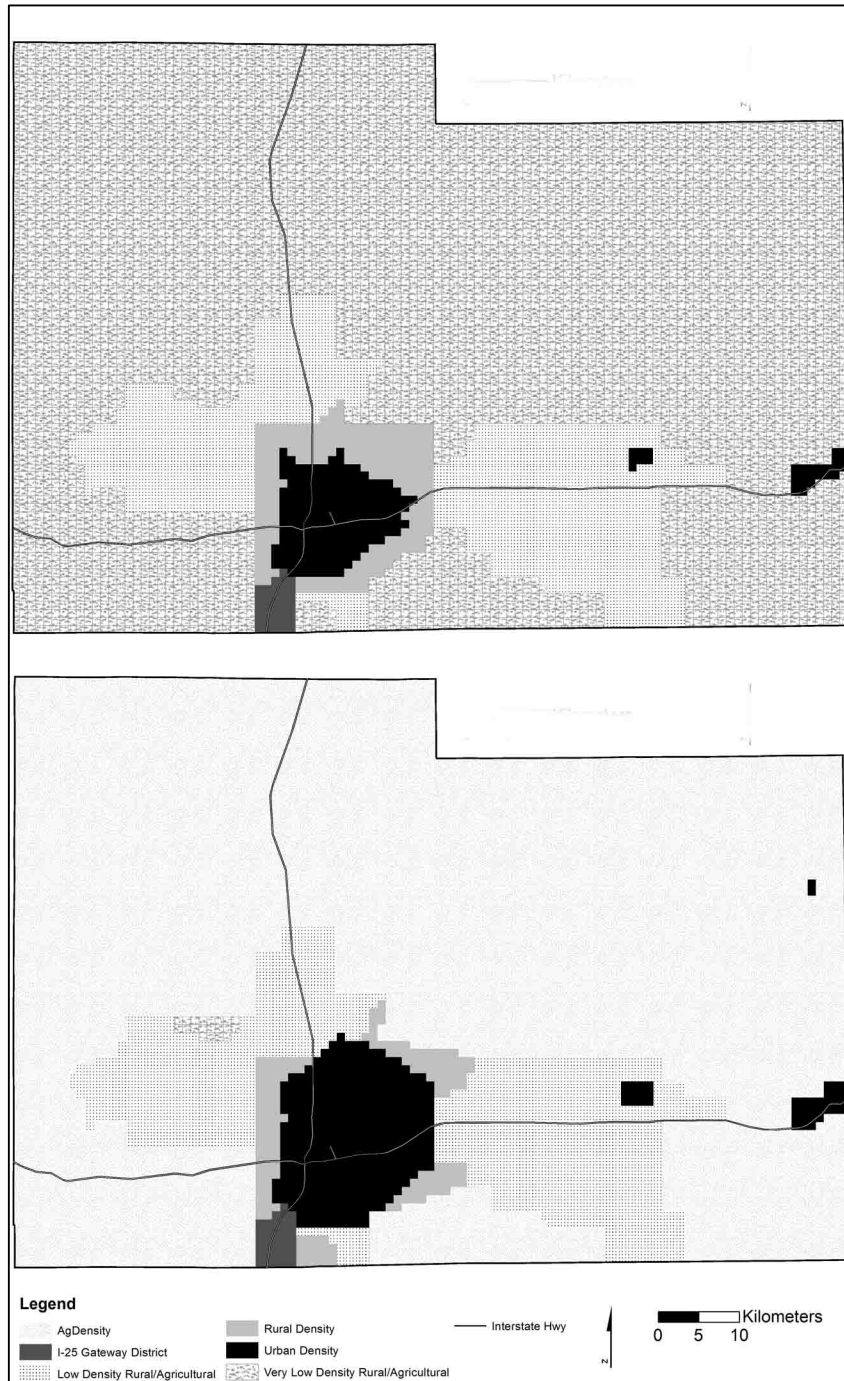 Legend
AgDensity
I-25 Gateway District
Low Density Rural/Agricultural
Rural Density
Urban Density
Very Low Density Rural/Agricultural
Interstate Hwy
N
Kilometers
0 5 10